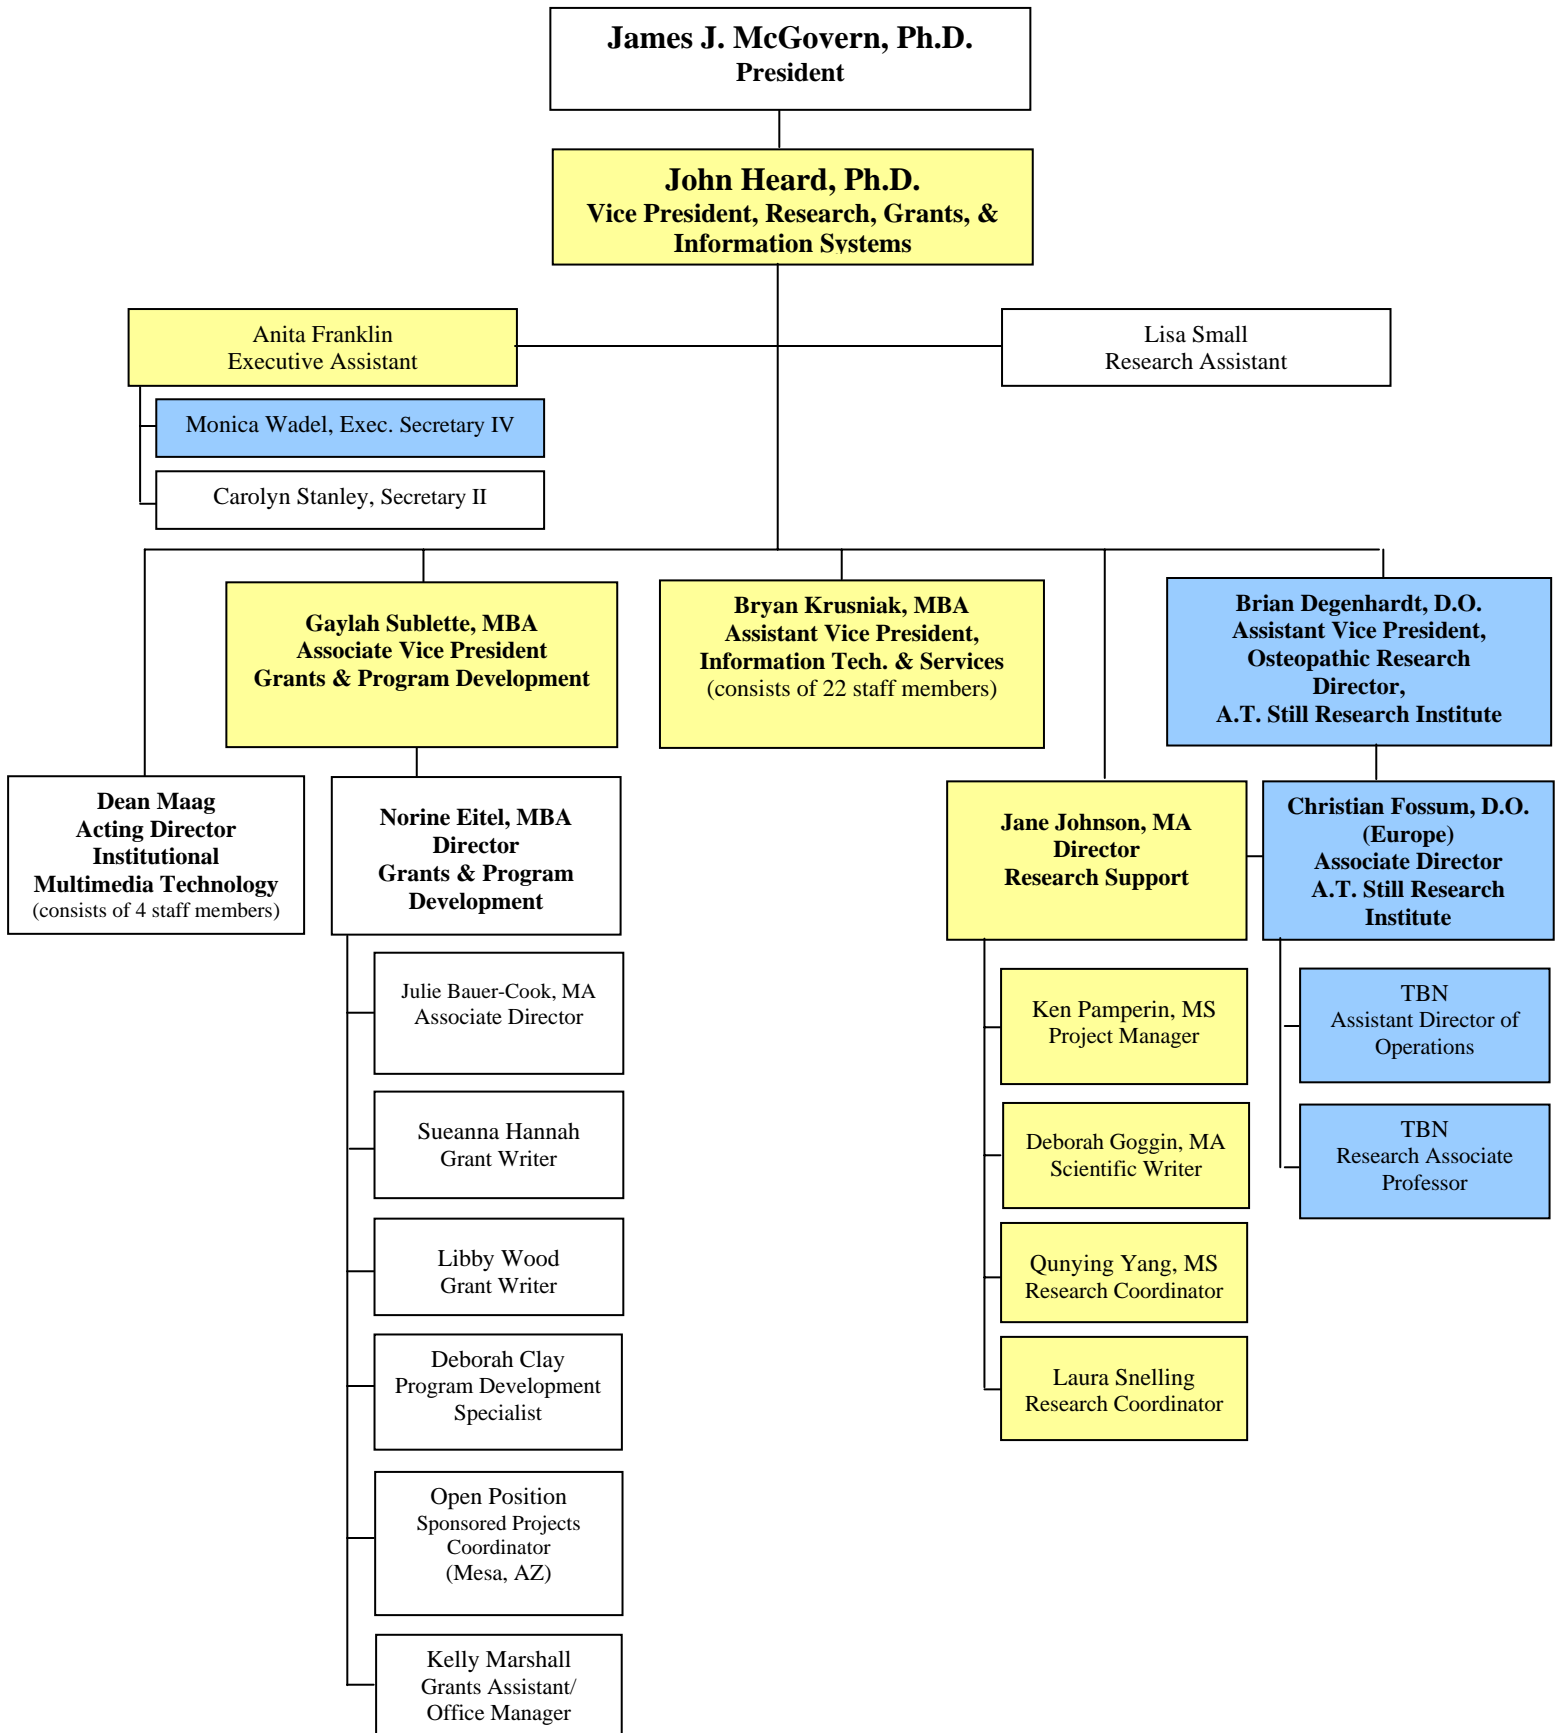 James J. McGovern, Ph.D.
President
John Heard, Ph.D.
Vice President, Research, Grants, &
Information Systems
Anita Franklin
Executive Assistant
Lisa Small
Research Assistant
Monica Wadel, Exec. Secretary IV
Carolyn Stanley, Secretary II
Gaylah Sublette, MBA
Associate Vice President
Grants & Program Development
Bryan Krusniak, MBA
Assistant Vice President,
Information Tech. & Services
(consists of 22 staff members)
Brian Degenhardt, D.O.
Assistant Vice President,
Osteopathic Research
Director,
A.T. Still Research Institute
Dean Maag
Acting Director
Institutional
Multimedia Technology
(consists of 4 staff members)
Norine Eitel, MBA
Director
Grants & Program
Development
Jane Johnson, MA
Director
Research Support
Christian Fossum, D.O.
(Europe)
Associate Director
A.T. Still Research
Institute
Julie Bauer-Cook, MA
Associate Director
Sueanna Hannah
Grant Writer
Libby Wood
Grant Writer
Deborah Clay
Program Development
Specialist
Open Position
Sponsored Projects
Coordinator
(Mesa, AZ)
Kelly Marshall
Grants Assistant/
Office Manager
Ken Pamperin, MS
Project Manager
Deborah Goggin, MA
Scientific Writer
Qunying Yang, MS
Research Coordinator
Laura Snelling
Research Coordinator
TBN
Assistant Director of
Operations
TBN
Research Associate
Professor